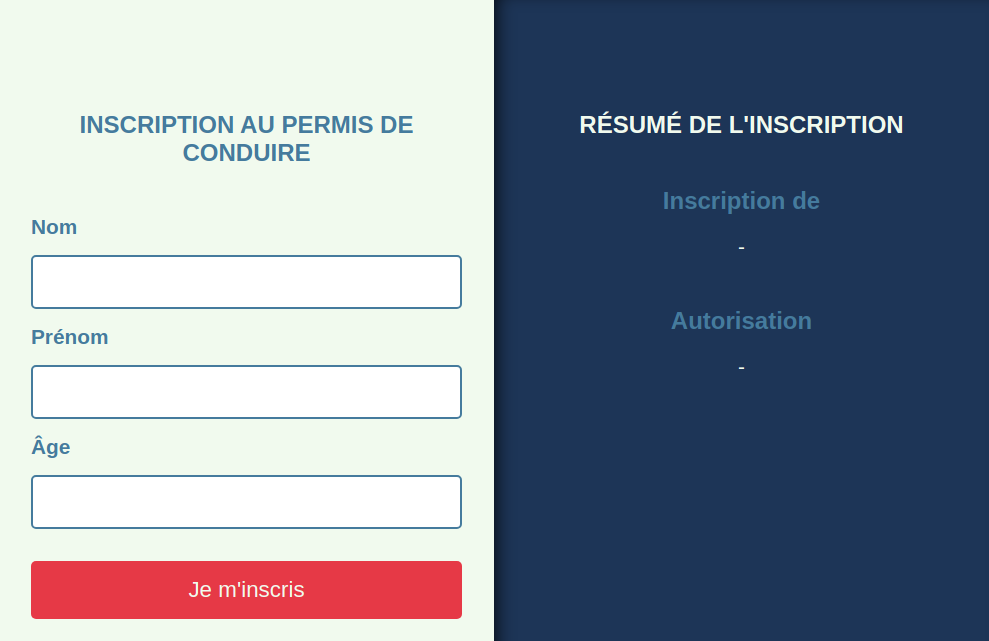 INSCRIPTION AU PERMIS DE
CONDUIRE
Nom
Prénom
Âge
Je m'inscris
RÉSUMÉ DE L'INSCRIPTION
Inscription de
-
Autorisation
-